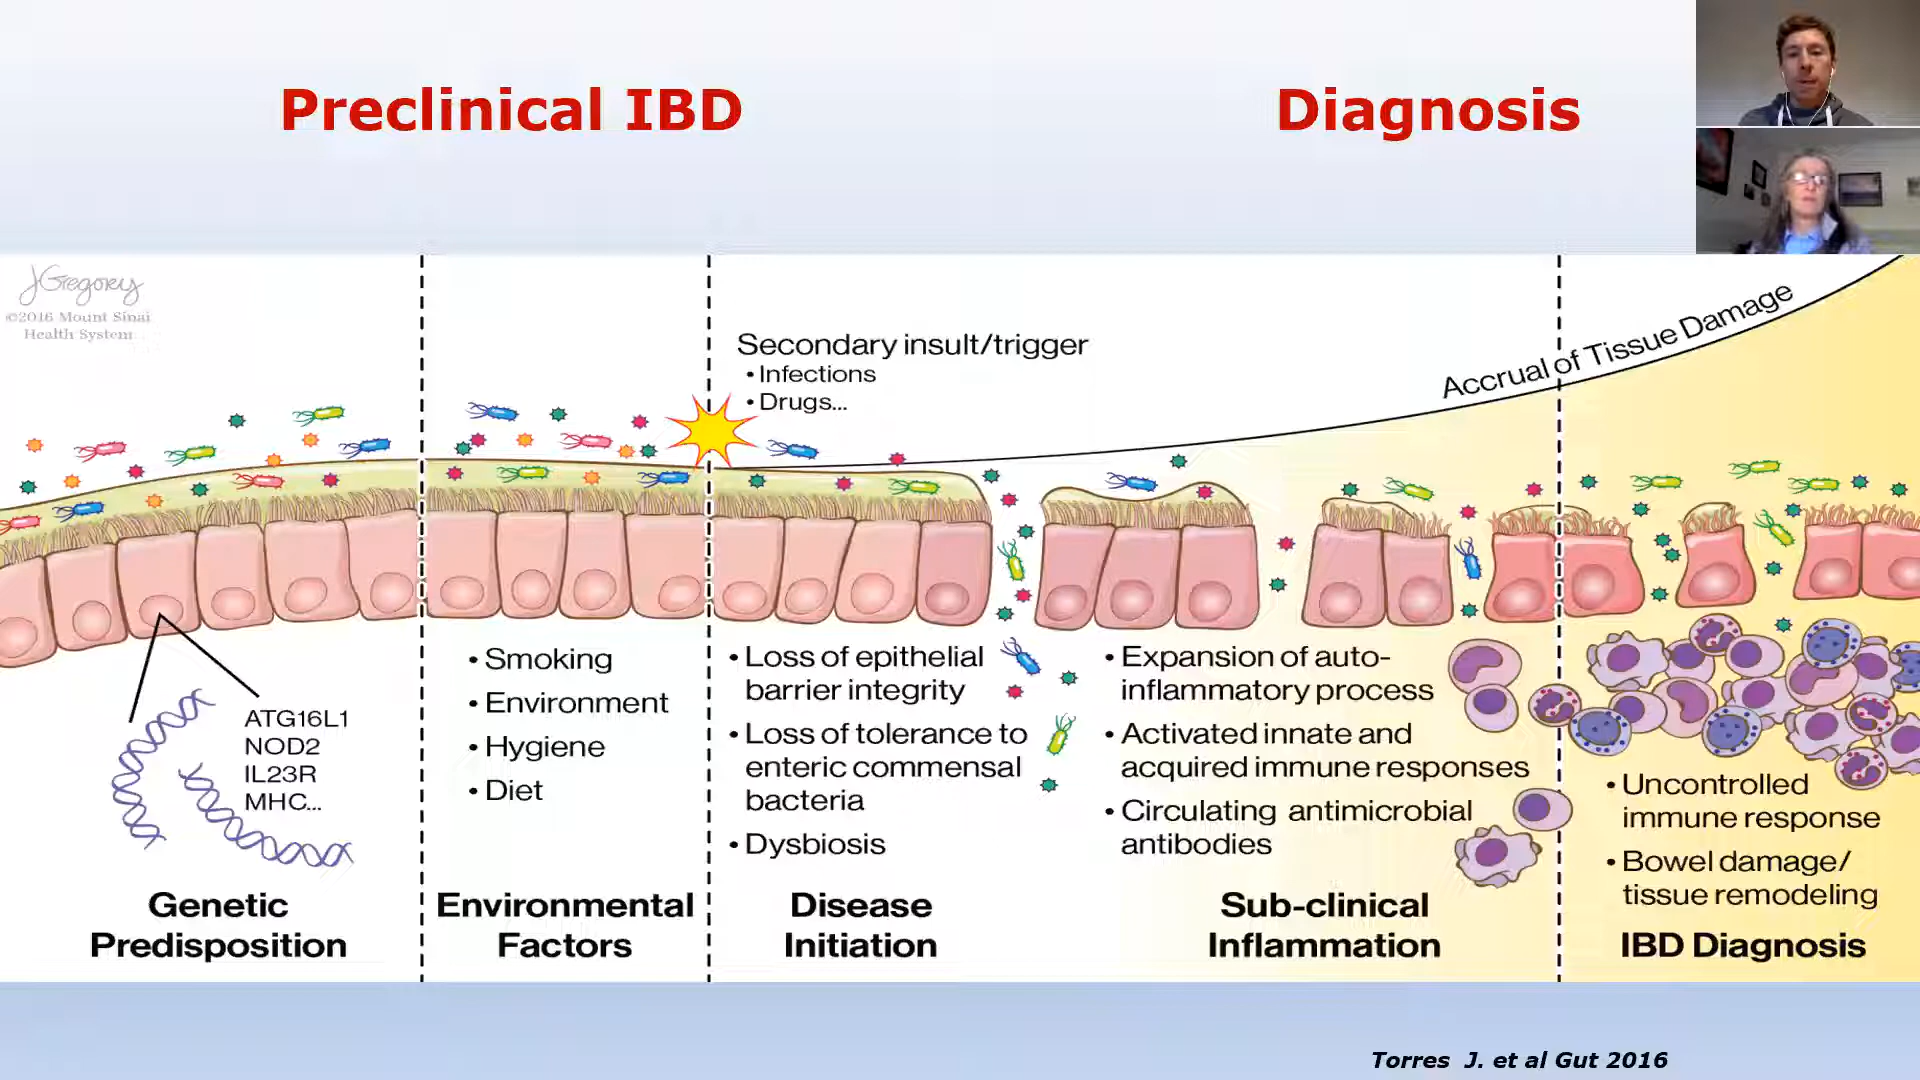 Preclinical IBD
Diagnosis
JGregory
©2016 Mount Sinai
Health System
Secondary insult/trigger
• Infections
• Drugs...
Accrual of Tissue Damage
ATG16L1
NOD2
IL23R
MHC...
Genetic
Predisposition
• Smoking
• Environment
• Hygiene
• Diet
Environmental
Factors
• Loss of epithelial
barrier integrity
• Loss of tolerance to
enteric commensal
bacteria
• Dysbiosis
Disease
Initiation
• Expansion of auto-
inflammatory process
• Activated innate and
acquired immune responses
• Circulating antimicrobial
antibodies
Sub-clinical
Inflammation
• Uncontrolled
immune response
• Bowel damage/
tissue remodeling
IBD Diagnosis
Torres J. et al Gut 2016